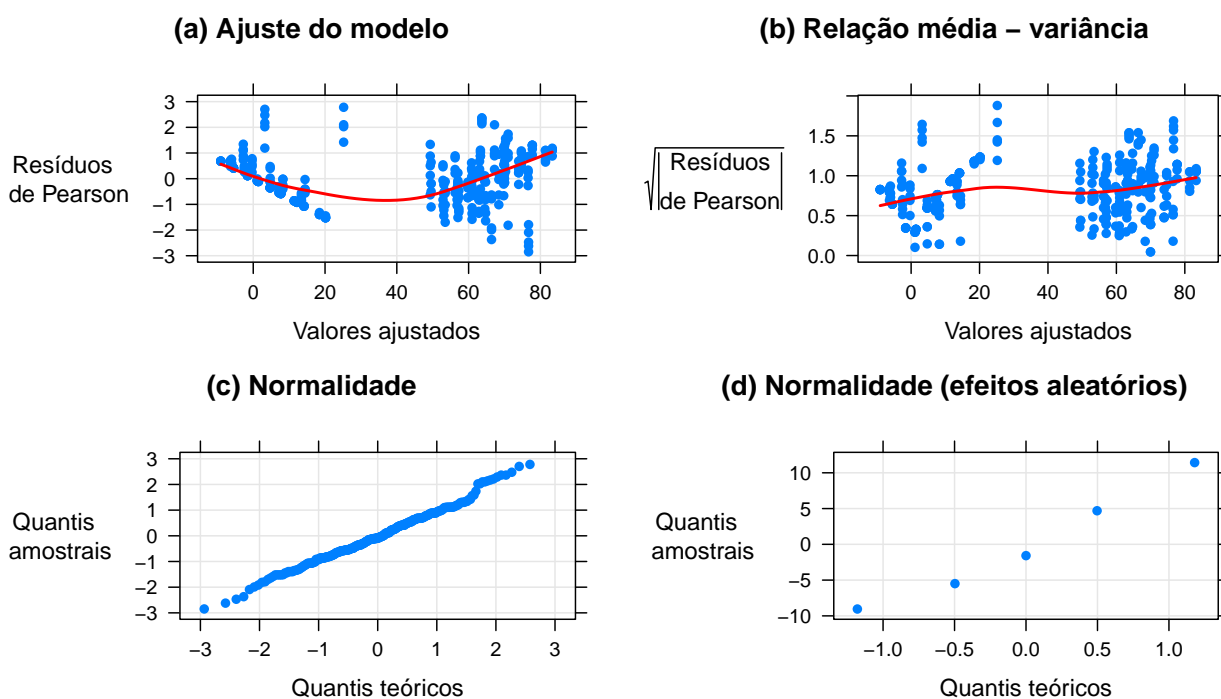 (a) Ajuste do modelo
Resíduos
de Pearson
3
2
1
0
−1
−2
−3
0 20 40 60 80
Valores ajustados
(b) Relação média − variância
√|Resíduos
de Pearson|
1.5
1.0
0.5
0.0
0 20 40 60 80
Valores ajustados
(c) Normalidade
Quantis
amostrais
3
2
1
0
−1
−2
−3
−3 −2 −1 0 1 2 3
Quantis teóricos
(d) Normalidade (efeitos aleatórios)
Quantis
amostrais
10
5
0
−5
−10
−1.0 −0.5 0.0 0.5 1.0
Quantis teóricos